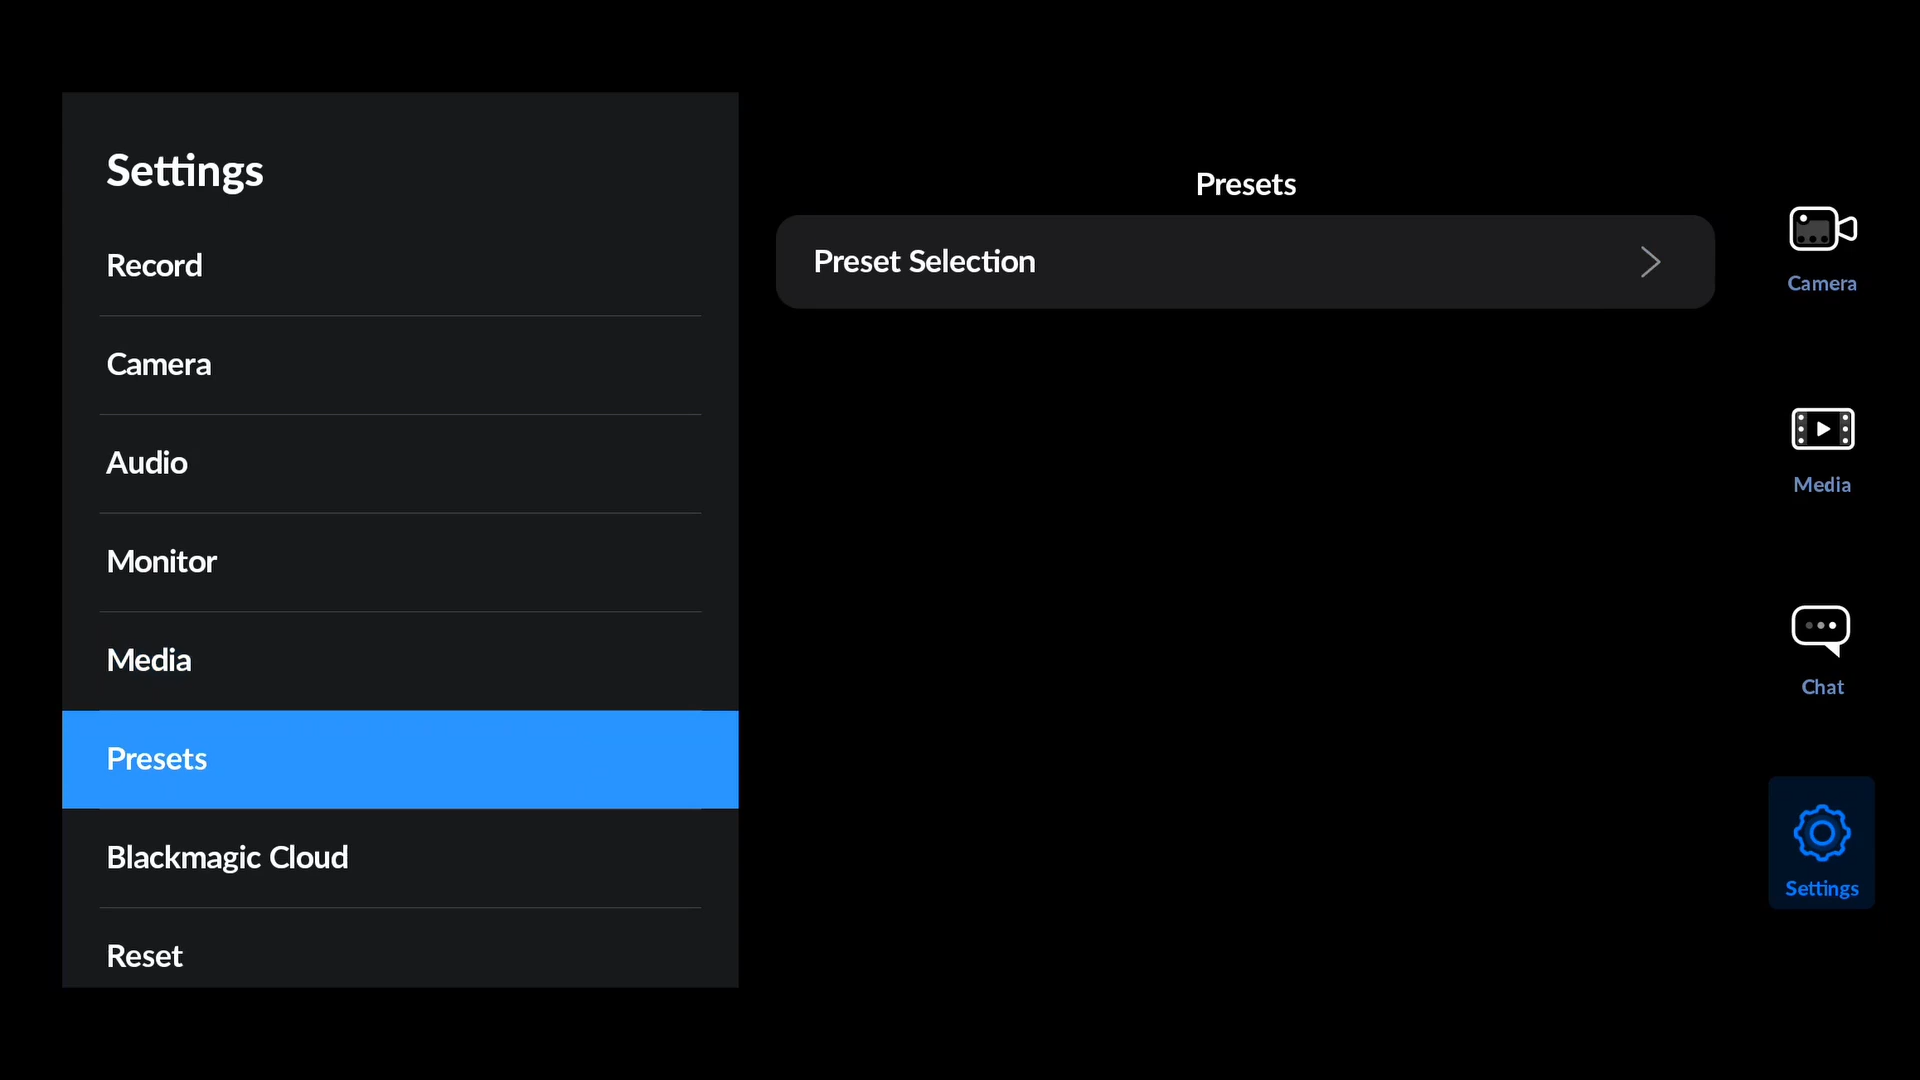 Settings
Record
Camera
Audio
Monitor
Media
Presets
Blackmagic Cloud
Reset
Presets
Preset Selection
Camera
Media
Chat
Settings